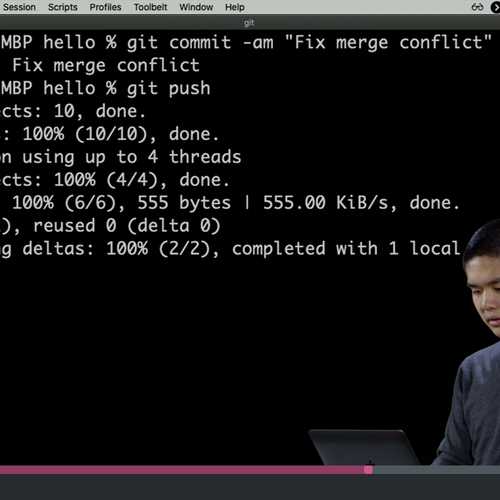 Session Scripts Profiles Toolbelt Window Help
git
MBP hello % git commit -am "Fix merge conflict"
Fix merge conflict
MBP hello % git push
cts: 10, done.
: 100% (10/10), done.
n using up to 4 threads
cts: 100% (4/4), done.
100% (6/6), 555 bytes | 555.00 KiB/s, done.
), reused 0 (delta 0)
g deltas: 100% (2/2), completed with 1 local